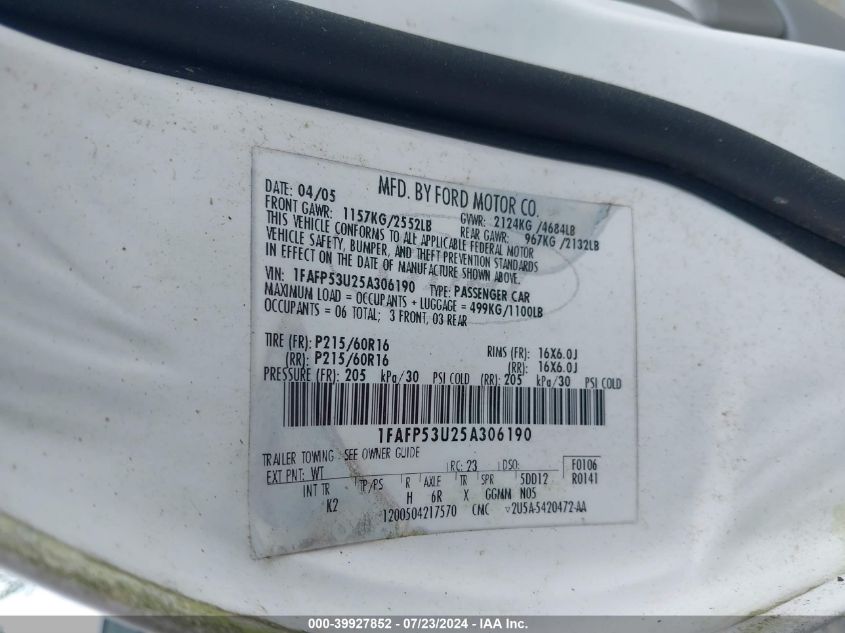 MFD. BY FORD MOTOR CO.
DATE: 04/05
FRONT GAWR: 1157KG/2552LB GVWR: 2124KG /4684LB
REAR GAWR: 967KG /2132LB
THIS VEHICLE CONFORMS TO ALL APPLICABLE FEDERAL MOTOR
VEHICLE SAFETY, BUMPER, AND THEFT PREVENTION STANDARDS
IN EFFECT ON THE DATE OF MANUFACTURE SHOWN ABOVE.
VIN: 1FAFP53U25A306190 TYPE: PASSENGER CAR
MAXIMUM LOAD = OCCUPANTS + LUGGAGE = 499KG/1100LB
OCCUPANTS = 06 TOTAL; 3 FRONT, 03 REAR
TIRE (FR): P215/60R16 RIMS (FR): 16X6.0J
(RR): P215/60R16 (RR): 16X6.0J
PRESSURE (FR): 205 kPa/30 PSI COLD (RR): 205 kPa/30 PSI COLD
1FAFP53U25A306190
TRAILER TOWING - SEE OWNER GUIDE
EXT PNT: WT RC: 23 DSO: F0106
INT TR TP/PS R AXLE TR SPR 5DD12 R0141
K2 H 6R X GGMM N05
1200504217570 CMC v2U5A-5420472-AA
000-39927852 / 07/23/2024 - COPYRIGHT IAA, LLC.